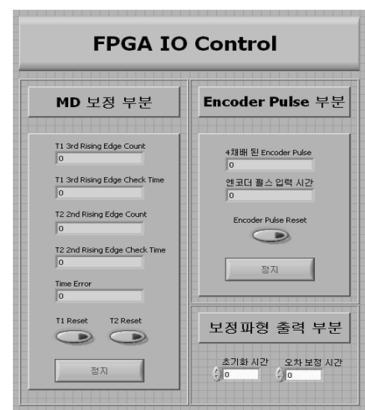 FPGA IO Control
MD 보정 부분
T1 3rd Rising Edge Count
0
T1 3rd Rising Edge Check Time
0
T2 2nd Rising Edge Count
0
T2 2nd Rising Edge Check Time
0
Time Error
0
T1 Reset T2 Reset
정지
Encoder Pulse 부분
4채배 된 Encoder Pulse
0
엔코더 펄스 입력 시간
0
Encoder Pulse Reset
정지
보정파형 출력 부분
초기화 시간 오차 보정 시간
0 0